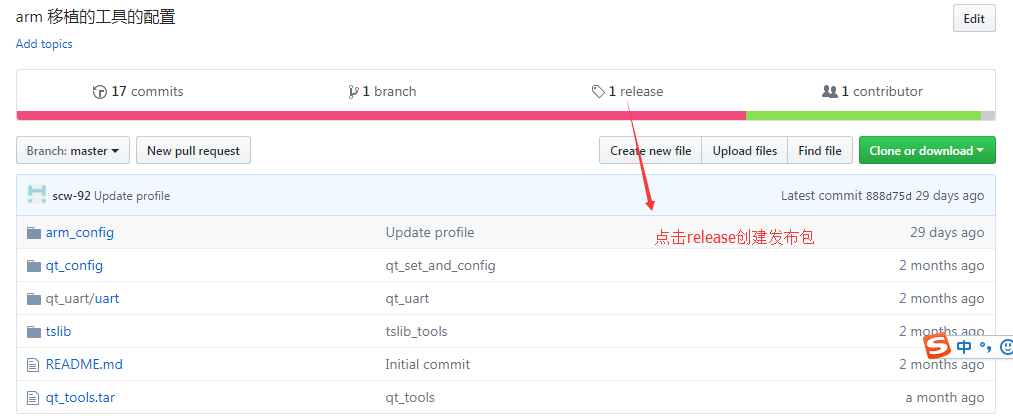 arm 移植的工具的配置
Edit
Add topics
17 commits
1 branch
1 release
1 contributor
Branch: master
New pull request
Create new file
Upload files
Find file
Clone or download
scw-92 Update profile
Latest commit 888d75d 29 days ago
arm_config
Update profile
29 days ago
点击release创建发布包
qt_config
qt_set_and_config
2 months ago
qt_uart/uart
qt_uart
2 months ago
tslib
tslib_tools
2 months ago
S 中 °,
README.md
Initial commit
2 months ago
qt_tools.tar
qt_tools
a month ago